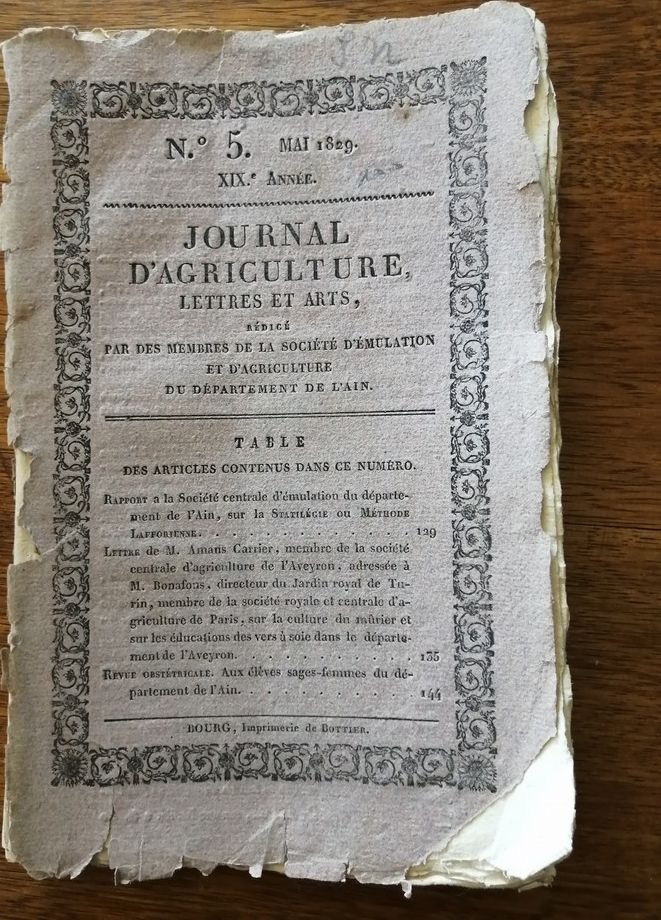 N.º 5. MAI 1829.
XIX.e ANNÉE.
JOURNAL
D'AGRICULTURE,
LETTRES ET ARTS,
RÉDIGÉ
PAR DES MEMBRES DE LA SOCIÉTÉ D'ÉMULATION
ET D'AGRICULTURE
DU DÉPARTEMENT DE L'AIN.
TABLE
DES ARTICLES CONTENUS DANS CE NUMÉRO.
RAPPORT a la Société centrale d'émulation du départe-
ment de l'Ain, sur la STATILÉGIE OU MÉTHODE
LAFFORIENNE. . . . . . . . . . . . . . 129
LETTRE de M. Amans Carrier, membre de la société
centrale d'agriculture de l'Aveyron, adressée à
M. Bonafous, directeur du Jardin royal de Tu-
rin, membre de la société royale et centrale d'a-
griculture de Paris, sur la culture du mûrier et
sur les éducations des vers à soie dans le départe-
ment de l'Aveyron. . . . . . . . . . . 135
REVUE OBSTÉTRICALE. Aux élèves sages-femmes du dé-
partement de l'Ain. . . . . . . . . . . 144
BOURG, Imprimerie de BOTTIER.